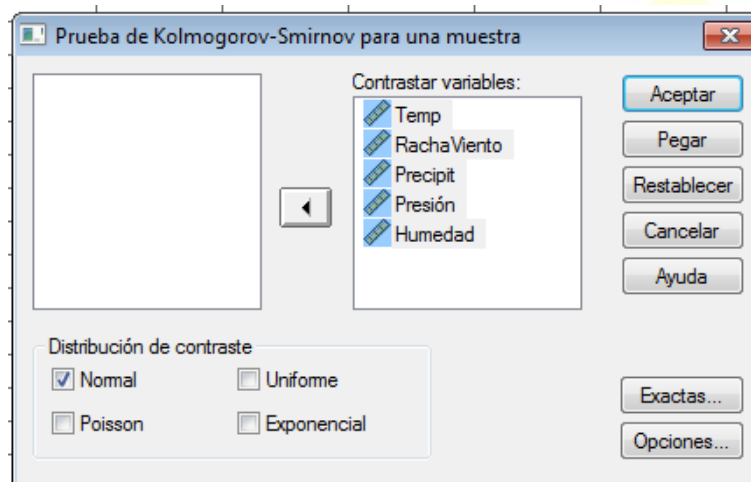 Prueba de Kolmogorov-Smirnov para una muestra
Contrastar variables:
Temp
RachaViento
Precipit
Presión
Humedad
Aceptar
Pegar
Restablecer
Cancelar
Ayuda
Distribución de contraste
Normal
Uniforme
Poisson
Exponencial
Exactas...
Opciones...